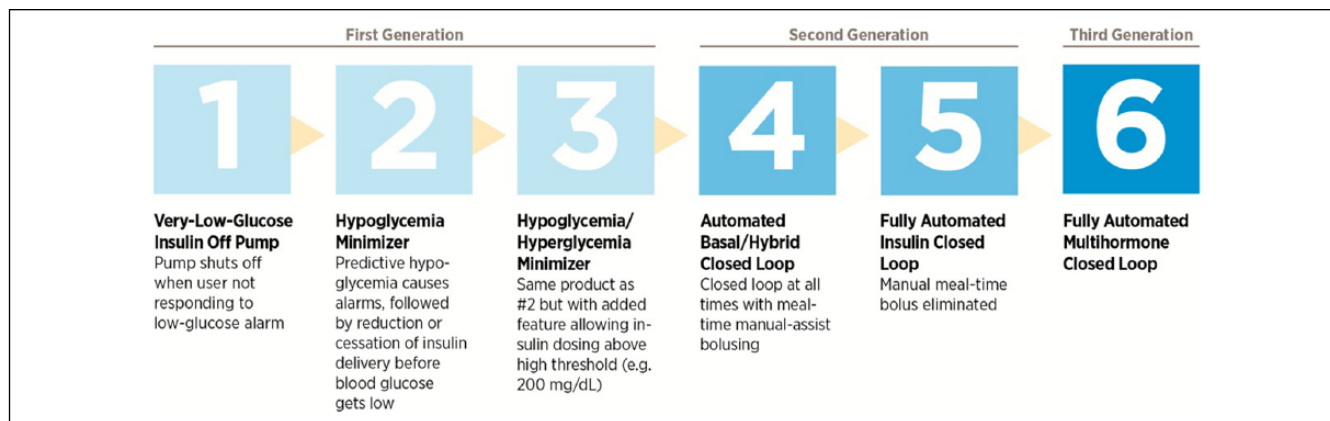 First Generation
Second Generation
Third Generation
1
2
3
4
5
6
Very-Low-Glucose
Insulin Off Pump
Pump shuts off
when user not
responding to
low-glucose alarm
Hypoglycemia
Minimizer
Predictive hypo-
glycemia causes
alarms, followed
by reduction or
cessation of insulin
delivery before
blood glucose
gets low
Hypoglycemia/
Hyperglycemia
Minimizer
Same product as
#2 but with added
feature allowing in-
sulin dosing above
high threshold (e.g.
200 mg/dL)
Automated
Basal/Hybrid
Closed Loop
Closed loop at all
times with meal-
time manual-assist
bolusing
Fully Automated
Insulin Closed
Loop
Manual meal-time
bolus eliminated
Fully Automated
Multihormone
Closed Loop